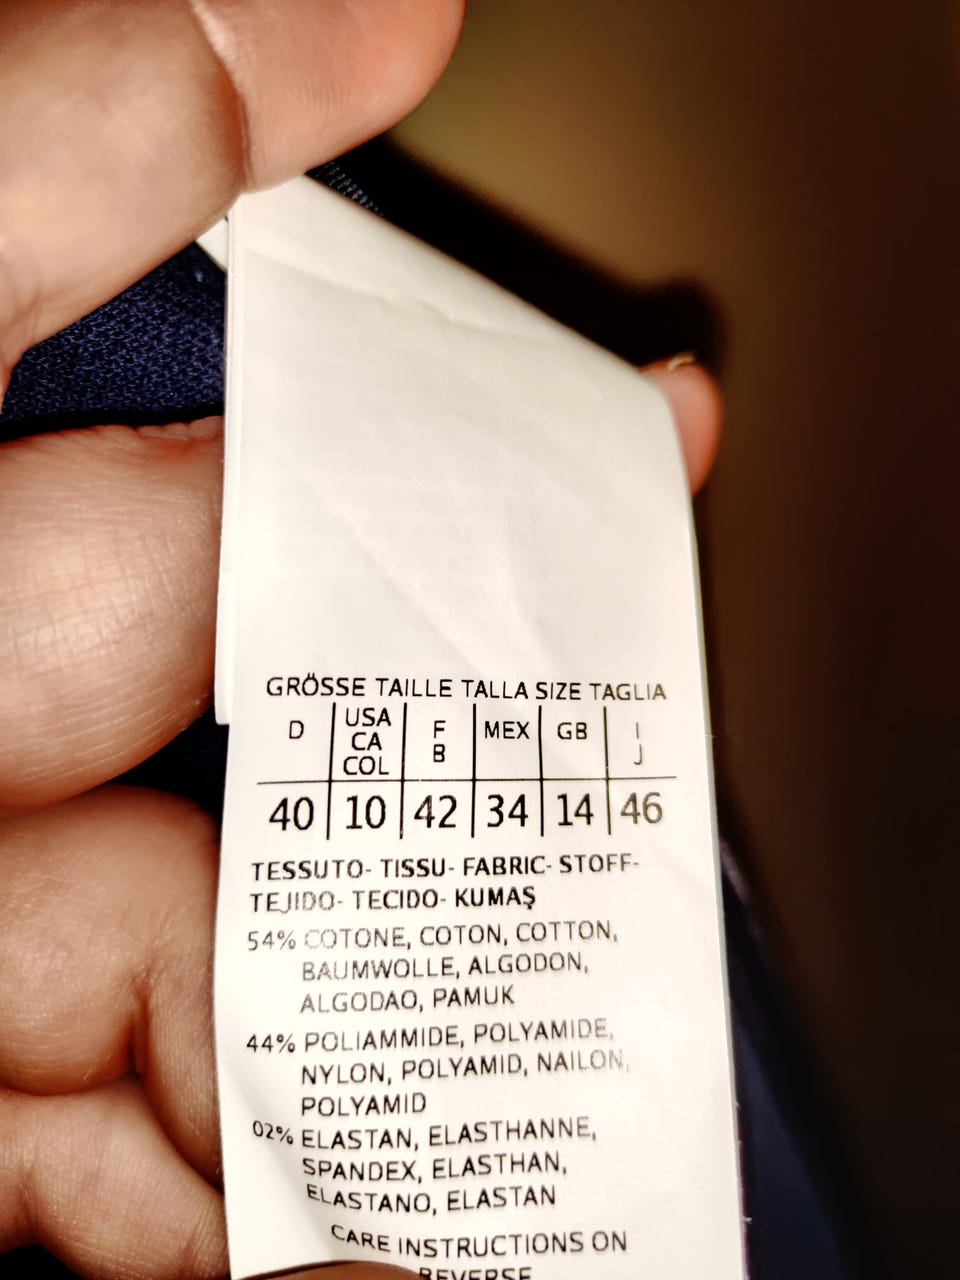 GRÖSSE TAILLE TALLA SIZE TAGLIA
D USA CA COL F B MEX GB I J
40 10 42 34 14 46
TESSUTO- TISSU- FABRIC- STOFF-
TEJIDO- TECIDO- KUMAŞ
54% COTONE, COTON, COTTON,
BAUMWOLLE, ALGODON,
ALGODAO, PAMUK
44% POLIAMMIDE, POLYAMIDE,
NYLON, POLYAMID, NAILON,
POLYAMID
02% ELASTAN, ELASTHANNE,
SPANDEX, ELASTHAN,
ELASTANO, ELASTAN
CARE INSTRUCTIONS ON
REVERSE